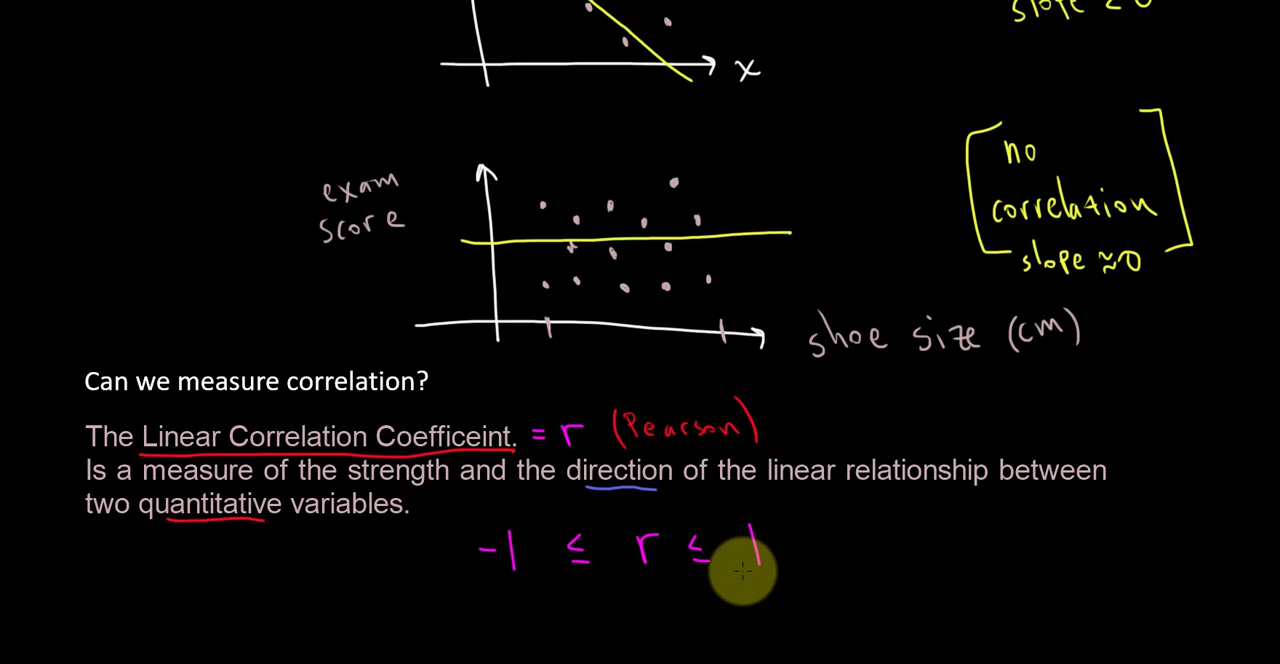 slope < 0
x
exam
score
no
correlation
slope ≈ 0
shoe size (cm)
Can we measure correlation?
The Linear Correlation Coefficeint. = r (Pearson)
Is a measure of the strength and the direction of the linear relationship between
two quantitative variables.
-1 ≤ r ≤ 1